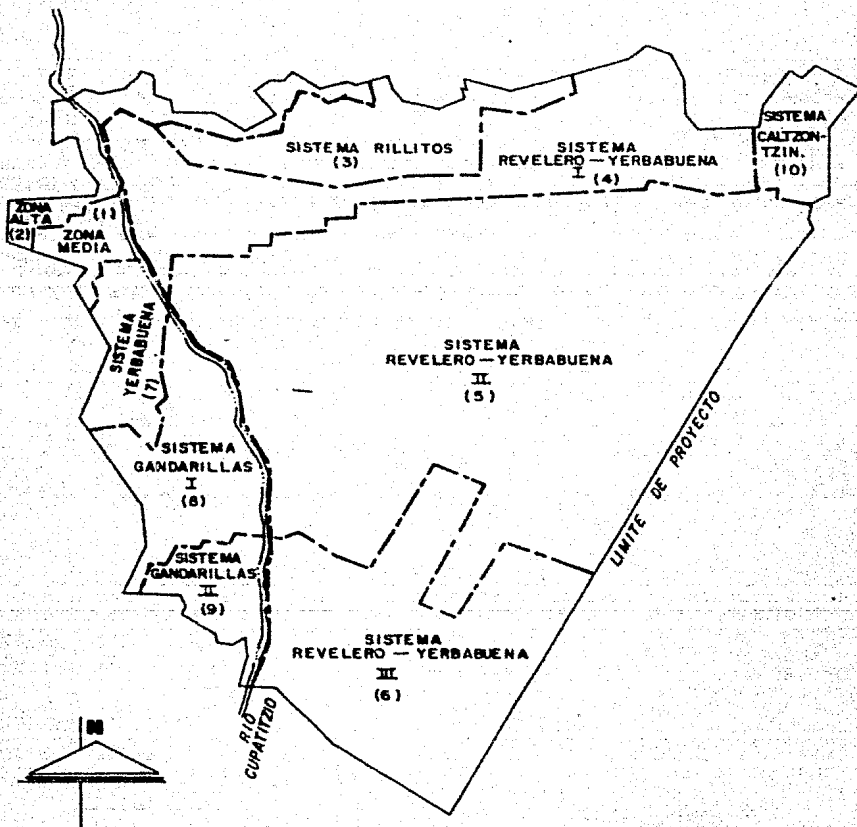 SISTEMA
CALTZON-
TZIN.
(10)
SISTEMA RILLITOS
(3)
SISTEMA
REVELERO — YERBABUENA
I
(4)
ZONA
ALTA
(2)
(1)
ZONA
MEDIA
SISTEMA
YERBABUENA
(7)
SISTEMA
REVELERO — YERBABUENA
II
(5)
LIMITE DE PROYECTO
SISTEMA
GANDARILLAS
I
(8)
SISTEMA
GANDARILLAS
II
(9)
SISTEMA
REVELERO — YERBABUENA
III
(6)
RIO
CUPATITZIO
N